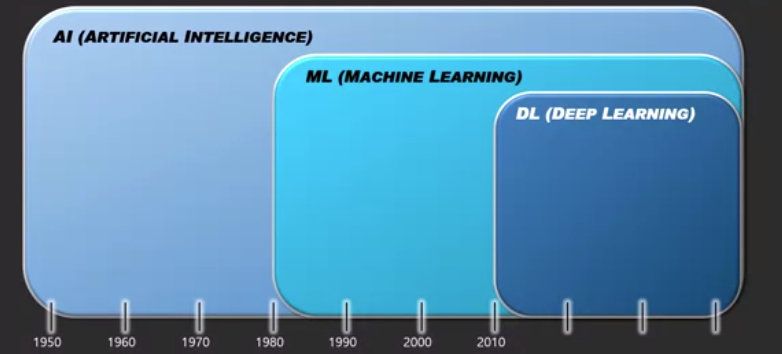 AI (ARTIFICIAL INTELLIGENCE)
ML (MACHINE LEARNING)
DL (DEEP LEARNING)
1950 1960 1970 1980 1990 2000 2010